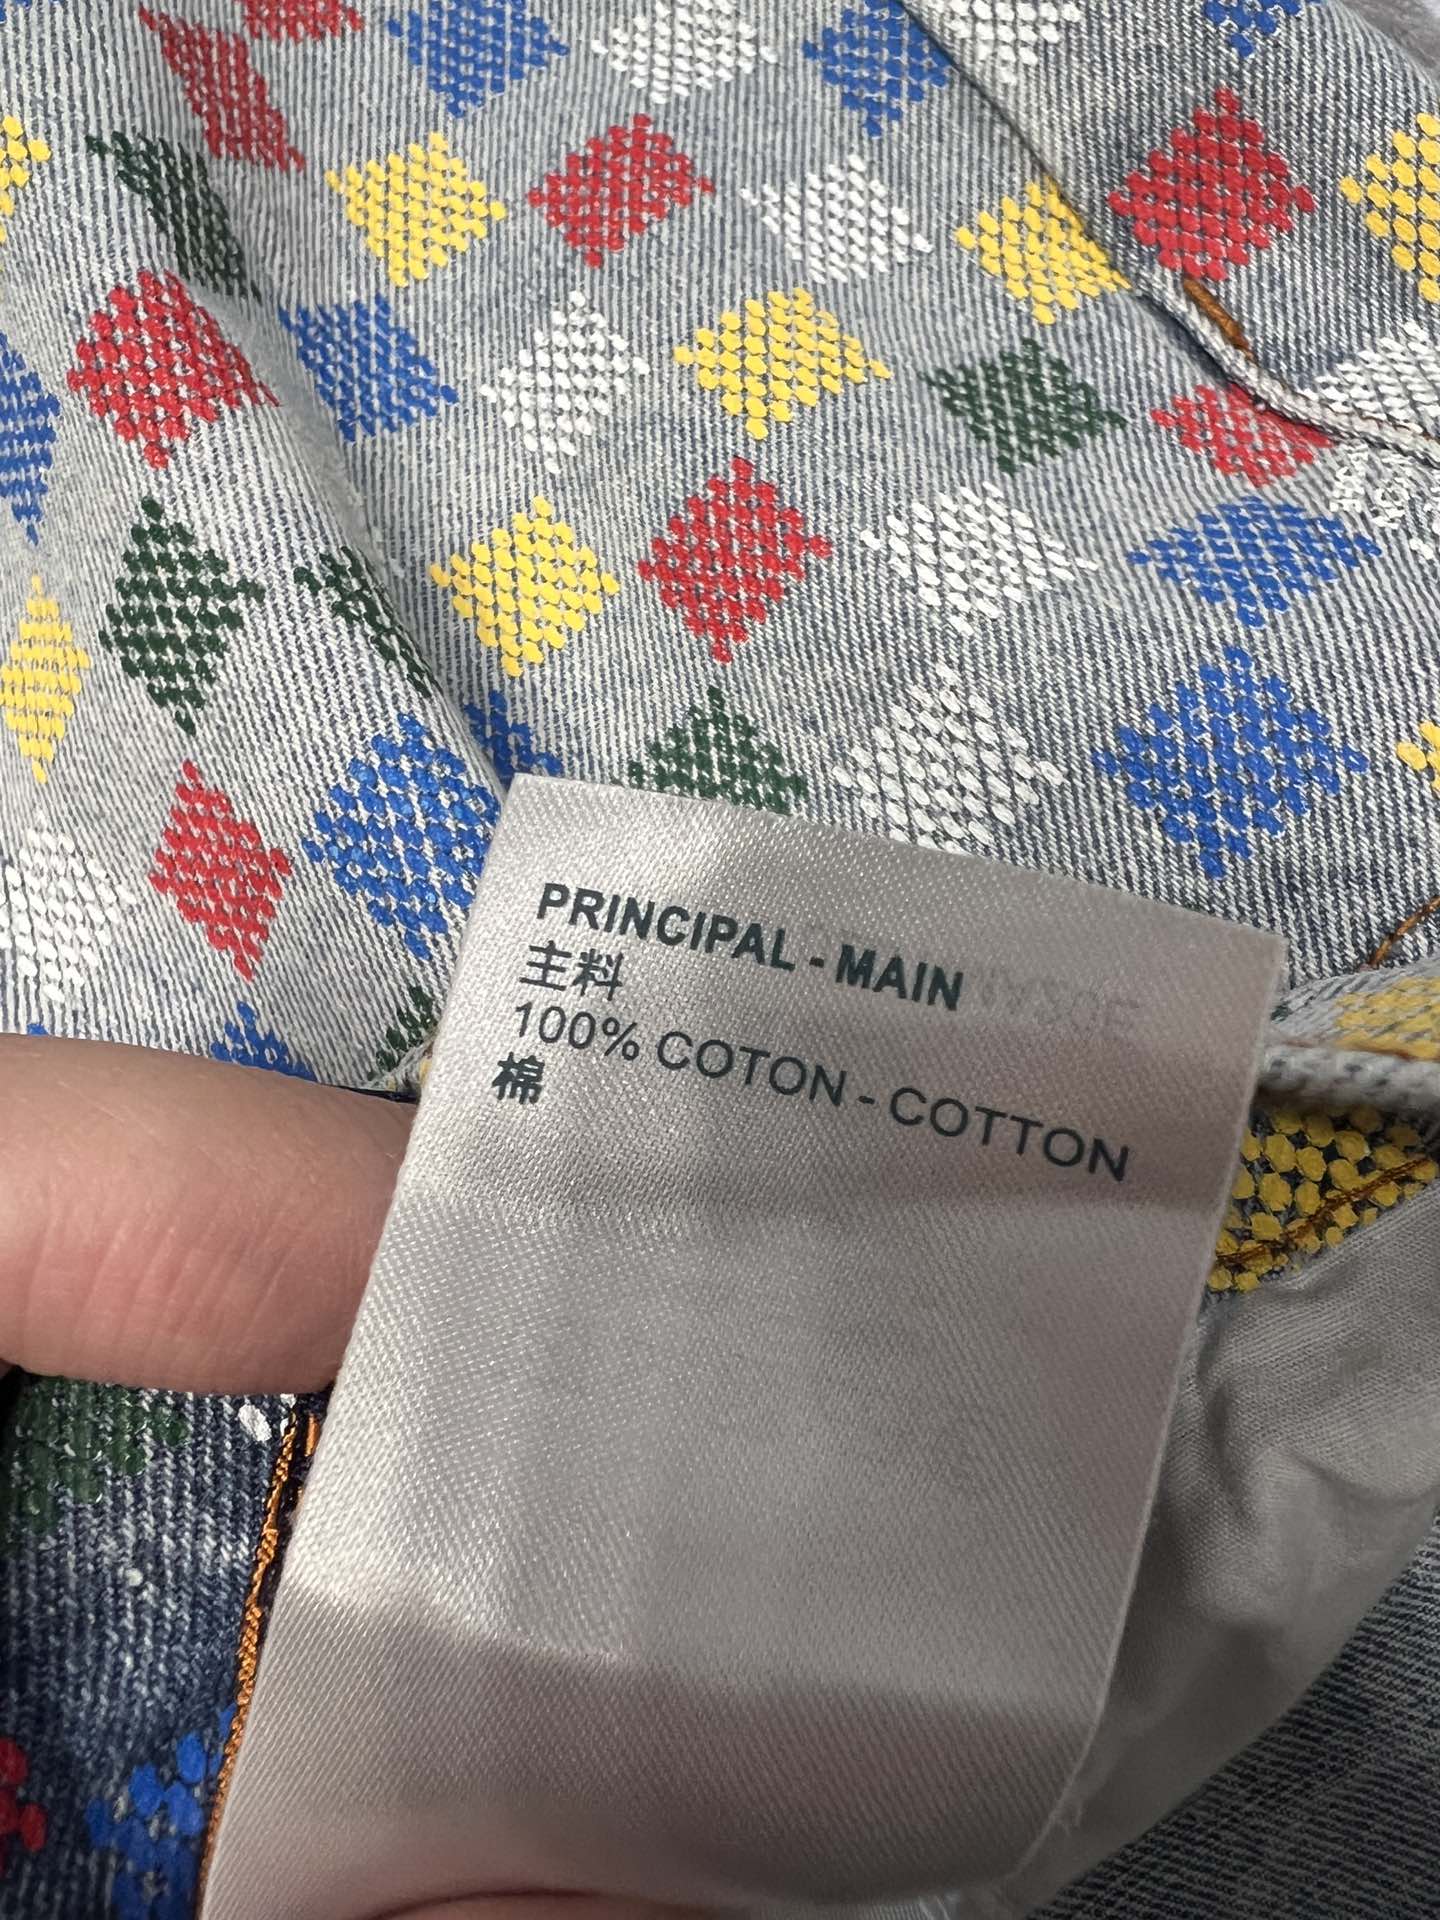 PRINCIPAL - MAIN
主料
100% COTON - COTTON
棉